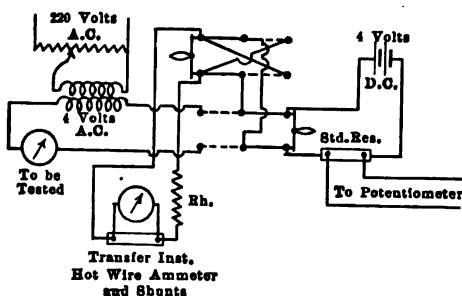 220 Volts
A.C.
4 Volts
A.C.
4 Volts
D.C.
Std.Res.
To be
Tested
Rh.
To Potentiometer
Transfer Inst.
Hot Wire Ammeter
and Shunts